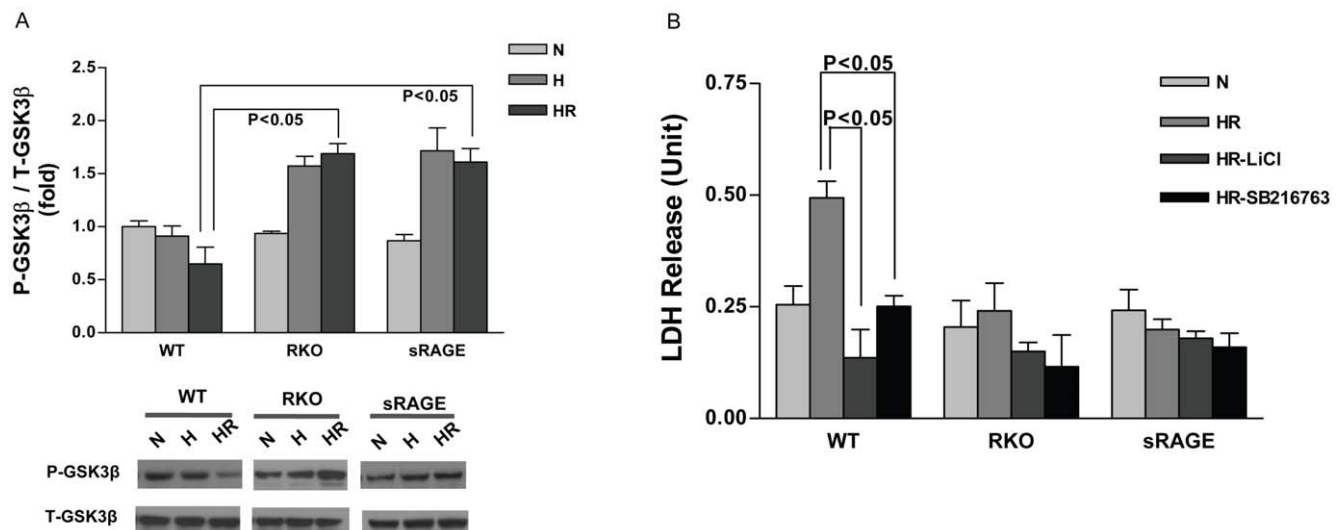 A
P-GSK3β / T-GSK3β
(fold)
2.5
2.0
1.5
1.0
0.5
0.0
N
H
HR
P<0.05
P<0.05
WT RKO sRAGE
WT RKO sRAGE
N H HR N H HR N H HR
P-GSK3β
T-GSK3β
B
LDH Release (Unit)
0.75
0.50
0.25
0.00
P<0.05
P<0.05
N
HR
HR-LiCl
HR-SB216763
WT RKO sRAGE